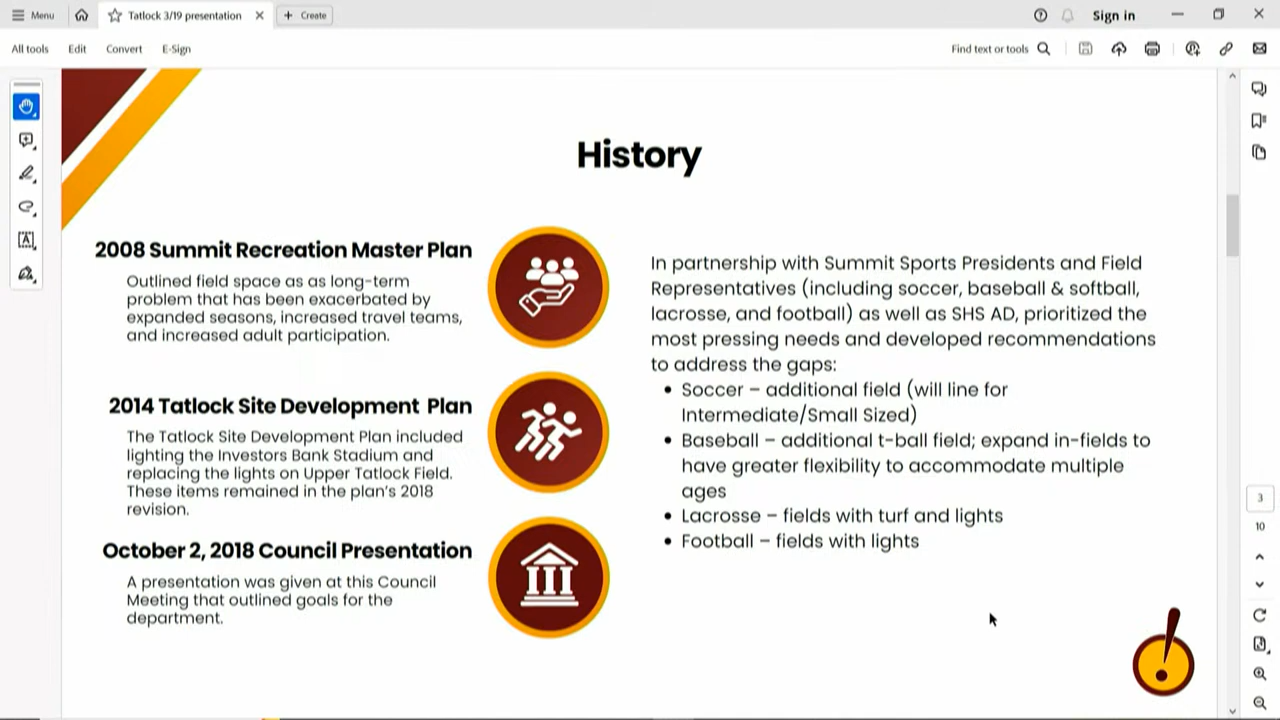 Menu
Tatlock 3/19 presentation
Create
Sign in
All tools
Edit
Convert
E-Sign
Find text or tools
History
2008 Summit Recreation Master Plan
Outlined field space as as long-term
problem that has been exacerbated by
expanded seasons, increased travel teams,
and increased adult participation.
2014 Tatlock Site Development Plan
The Tatlock Site Development Plan included
lighting the Investors Bank Stadium and
replacing the lights on Upper Tatlock Field.
These items remained in the plan's 2018
revision.
October 2, 2018 Council Presentation
A presentation was given at this Council
Meeting that outlined goals for the
department.
In partnership with Summit Sports Presidents and Field
Representatives (including soccer, baseball & softball,
lacrosse, and football) as well as SHS AD, prioritized the
most pressing needs and developed recommendations
to address the gaps:
• Soccer – additional field (will line for
Intermediate/Small Sized)
• Baseball – additional t-ball field; expand in-fields to
have greater flexibility to accommodate multiple
ages
• Lacrosse – fields with turf and lights
• Football – fields with lights
3
10